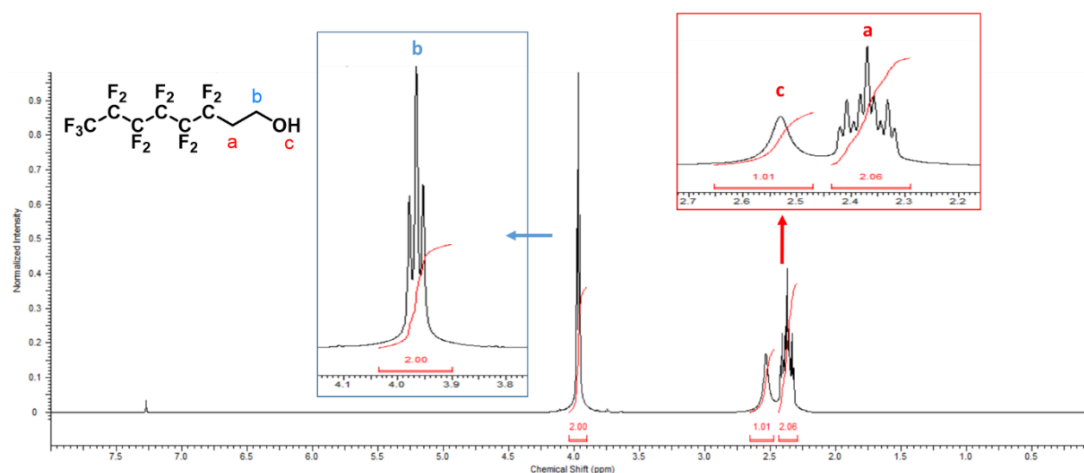 b
a
c
F2 F2 F2
b
F3C OH
F2 F2 a c
1.01 2.06
2.7 2.6 2.5 2.4 2.3 2.2
2.00
4.1 4.0 3.9 3.8
Normalized Intensity
0.9
0.8
0.7
0.6
0.5
0.4
0.3
0.2
0.1
0
2.00 1.01 2.06
7.5 7.0 6.5 6.0 5.5 5.0 4.5 4.0 3.5 3.0 2.5 2.0 1.5 1.0 0.5
Chemical Shift (ppm)